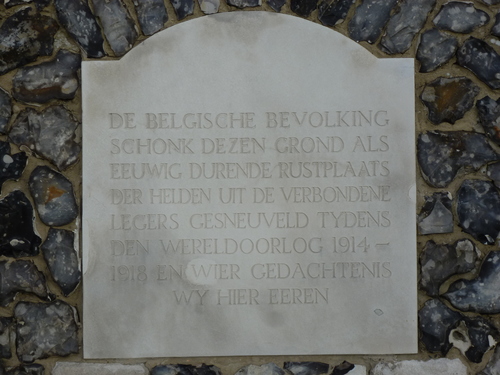 DE BELGISCHE BEVOLKING
SCHONK DEZEN GROND ALS
EEUWIG DURENDE RUSTPLAATS
DER HELDEN UIT DE VERBONDENE
LEGERS GESNEUVELD TYDENS
DEN WERELDOORLOG 1914 –
1918 EN WIER GEDACHTENIS
WY HIER EEREN